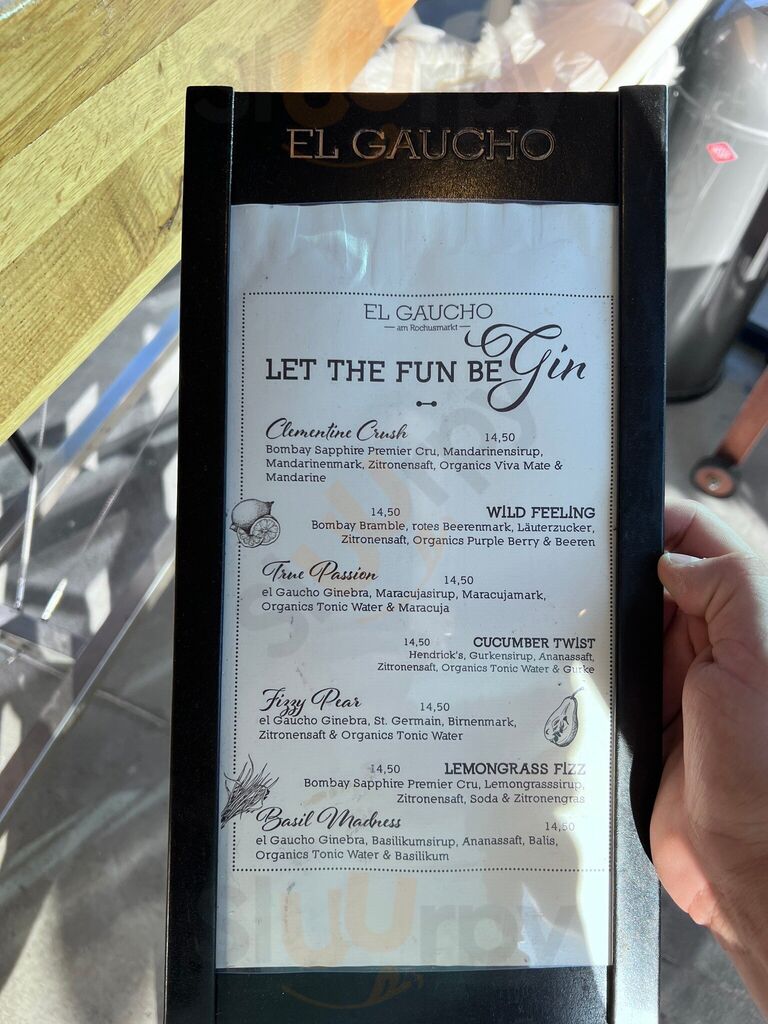 EL GAUCHO
EL GAUCHO
am Rochusmarkt
LET THE FUN BE Gin
Clementine Crush 14,50
Bombay Sapphire Premier Cru, Mandarinensirup,
Mandarinenmark, Zitronensaft, Organics Viva Mate &
Mandarine
14,50 WILD FEELING
Bombay Bramble, rotes Beerenmark, Läuterzucker,
Zitronensaft, Organics Purple Berry & Beeren
True Passion 14,50
el Gaucho Ginebra, Maracujasirup, Maracujamark,
Organics Tonic Water & Maracuja
14,50 CUCUMBER TWIST
Hendrick's, Gurkensirup, Ananassaft,
Zitronensaft, Organics Tonic Water & Gurke
Fizzy Pear 14,50
el Gaucho Ginebra, St. Germain, Birnenmark,
Zitronensaft & Organics Tonic Water
14,50 LEMONGRASS FIZZ
Bombay Sapphire Premier Cru, Lemongrasssirup,
Zitronensaft, Soda & Zitronengras
Basil Madness 14,50
el Gaucho Ginebra, Basilikumsirup, Ananassaft, Balis,
Organics Tonic Water & Basilikum
sluurpy
sluurpy
sluurpy